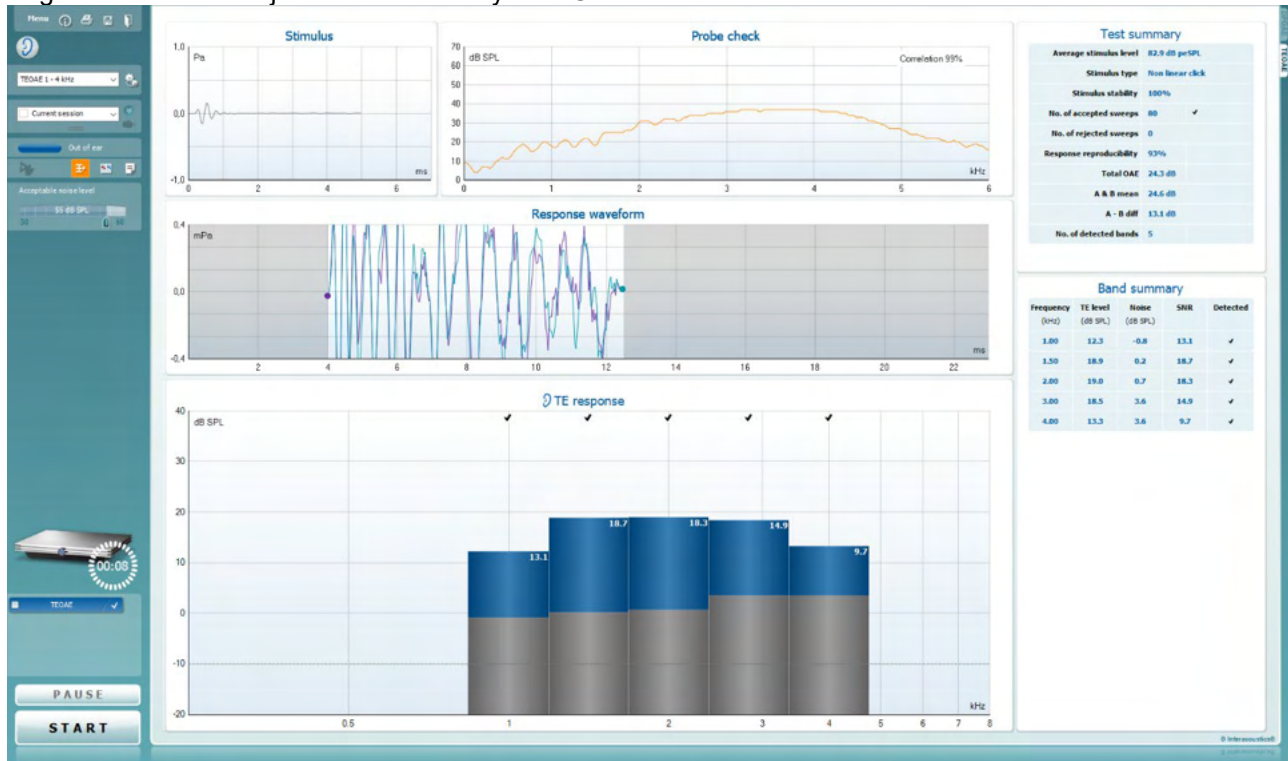 Menu
TEOAE 1 - 4 kHz
Current session
Out of ear
Acceptable noise level
55 dB SPL
30 60
00:08
TEOAE
PAUSE
START
Stimulus
1,0
Pa
0,0
-1,0
ms
0 2 4 6
Probe check
70
dB SPL
Correlation 99%
60
50
40
30
20
10
0
kHz
0 1 2 3 4 5 6
Response waveform
0,4
mPa
0,0
-0,4
ms
2 4 6 8 10 12 14 16 18 20 22
TE response
40
dB SPL
30
20
10
0
-10
-20
13.1 18.7 18.3 14.9 9.7
kHz
0.5 1 2 3 4 5 6 7 8
Test summary
Average stimulus level 82.9 dB peSPL
Stimulus type Non linear click
Stimulus stability 100%
No. of accepted sweeps 80
No. of rejected sweeps 0
Response reproducibility 93%
Total OAE 24.3 dB
A & B mean 24.6 dB
A - B diff 13.1 dB
No. of detected bands 5
Band summary
Frequency TE level Noise SNR Detected
(kHz) (dB SPL) (dB SPL)
1.00 12.3 -0.8 13.1
1.50 18.9 0.2 18.7
2.00 19.0 0.7 18.3
3.00 18.5 3.6 14.9
4.00 13.3 3.6 9.7
TEOAE
© Interacoustics®